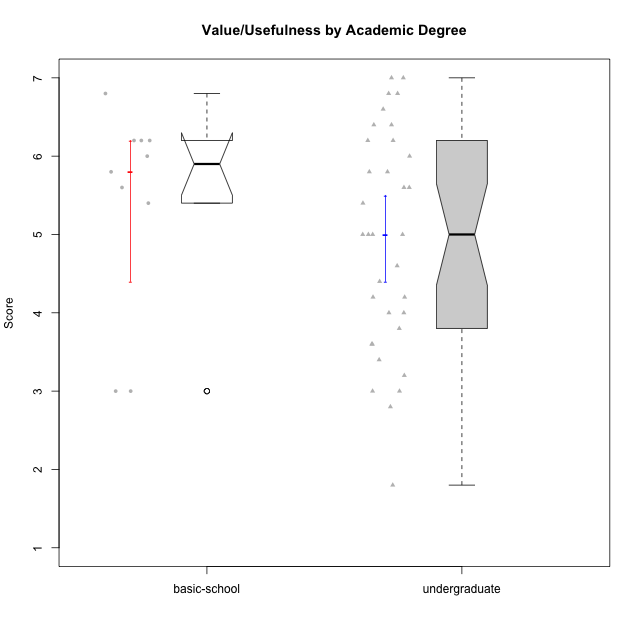 Value/Usefulness by Academic Degree
Score
7
6
5
4
3
2
1
basic-school
undergraduate